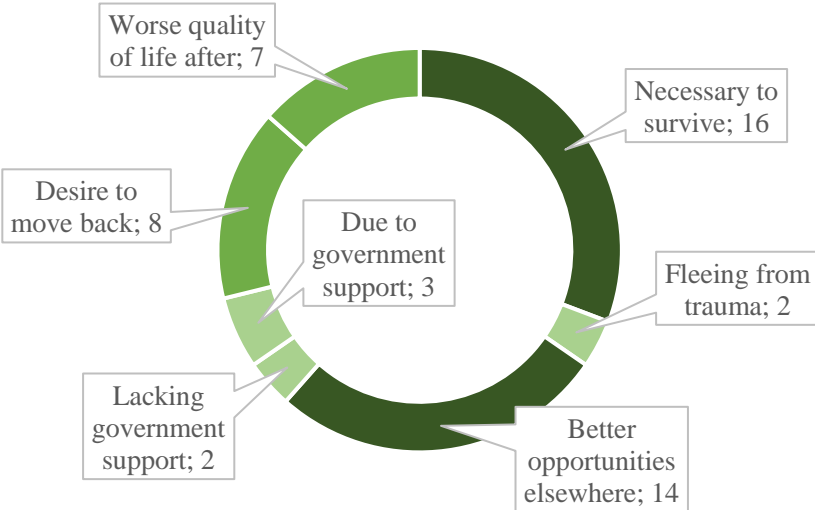 Worse quality
of life after; 7
Necessary to
survive; 16
Desire to
move back; 8
Due to
government
support; 3
Fleeing from
trauma; 2
Lacking
government
support; 2
Better
opportunities
elsewhere; 14